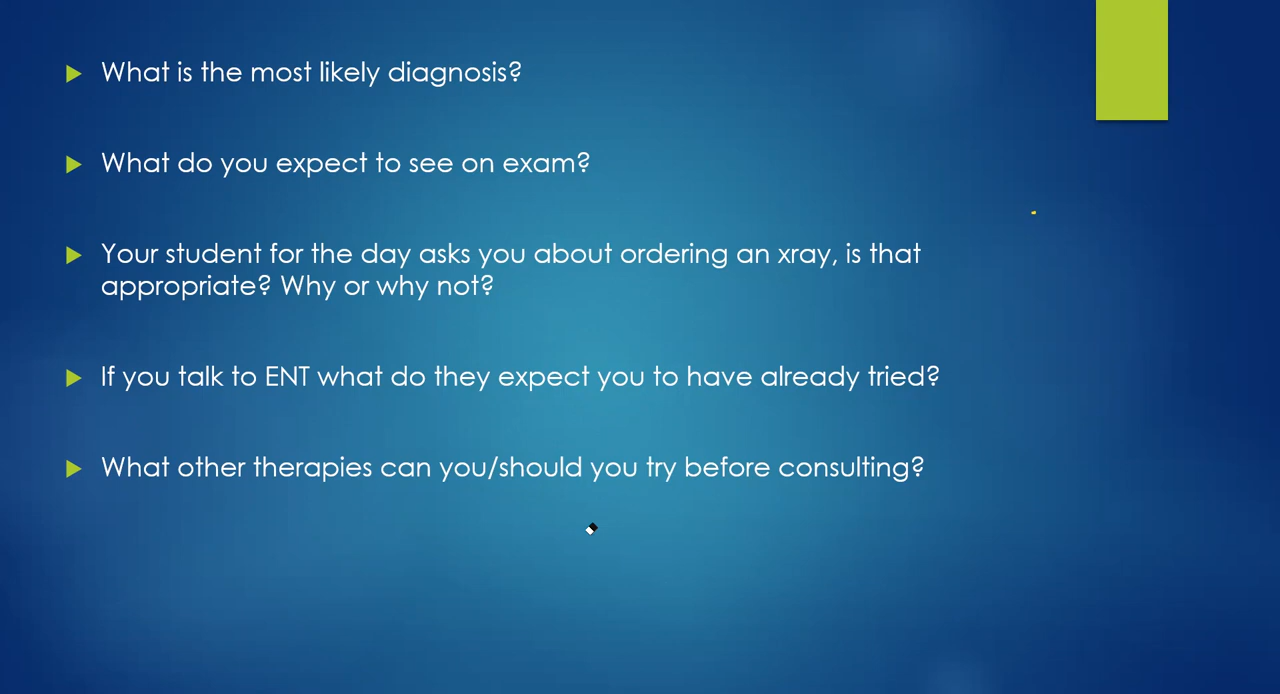 What is the most likely diagnosis?
What do you expect to see on exam?
Your student for the day asks you about ordering an xray, is that
appropriate? Why or why not?
If you talk to ENT what do they expect you to have already tried?
What other therapies can you/should you try before consulting?